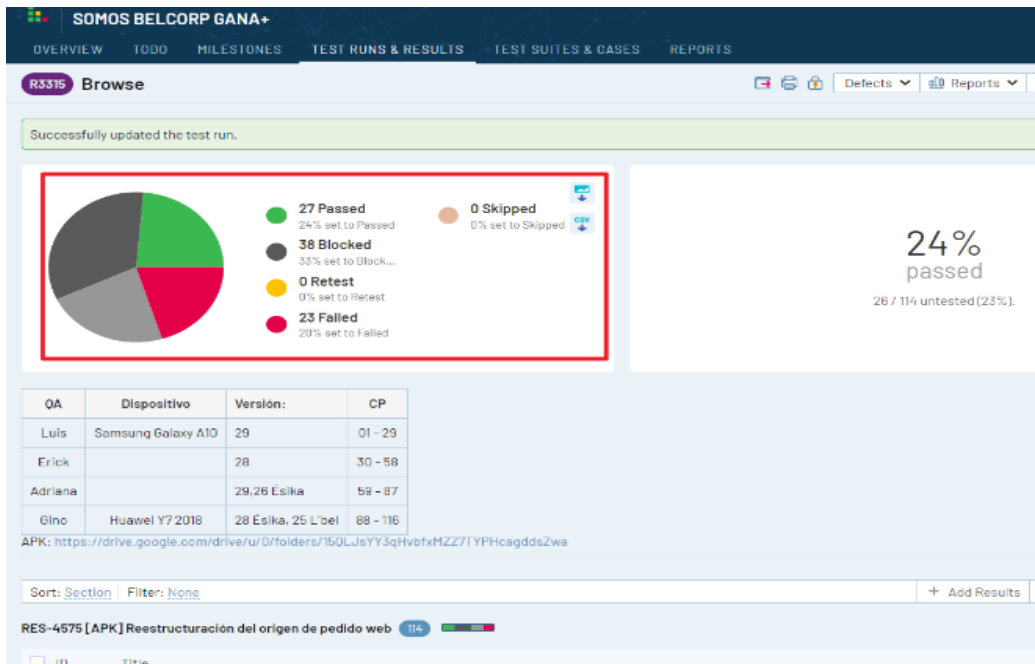 SOMOS BELCORP GANA+
OVERVIEW TODO MILESTONES TEST RUNS & RESULTS TEST SUITES & CASES REPORTS
R3315 Browse Defects Reports
Successfully updated the test run.
27 Passed
24% set to Passed
38 Blocked
33% set to Block...
0 Retest
0% set to Retest
23 Failed
20% set to Failed
0 Skipped
0% set to Skipped
CSV
24%
passed
26 / 114 untested (23%).
QA Dispositivo Versión: CP
Luis Samsung Galaxy A10 29 01 - 29
Erick 28 30 - 58
Adriana 29,26 Ésika 59 - 87
Gino Huawei Y7 2018 28 Ésika, 25 L'bel 88 - 116
APK: https://drive.google.com/drive/u/0/folders/15QLJsYY3qHvbfxMZZ7TYPHcagddsZwa
Sort: Section Filter: None + Add Results
RES-4575 [APK] Reestructuración del origen de pedido web 114
ID Title